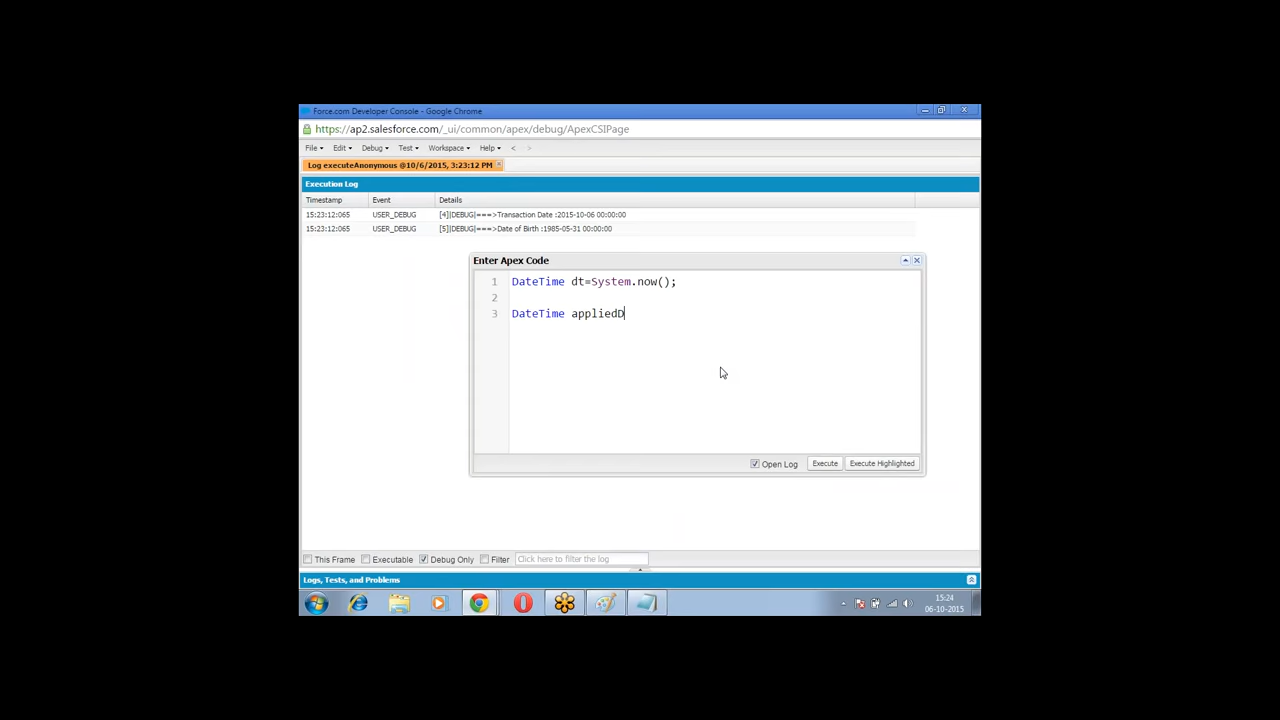 Force.com Developer Console - Google Chrome
https://ap2.salesforce.com/_ui/common/apex/debug/ApexCSIPage
File Edit Debug Test Workspace Help < >
Log executeAnonymous @10/6/2015, 3:23:12 PM
Execution Log
Timestamp Event Details
15:23:12:065 USER_DEBUG [4]|DEBUG|===>Transaction Date :2015-10-06 00:00:00
15:23:12:065 USER_DEBUG [5]|DEBUG|===>Date of Birth :1985-05-31 00:00:00
Enter Apex Code
1 DateTime dt=System.now();
2
3 DateTime appliedD
Open Log Execute Execute Highlighted
This Frame Executable Debug Only Filter Click here to filter the log
Logs, Tests, and Problems
15:24
06-10-2015